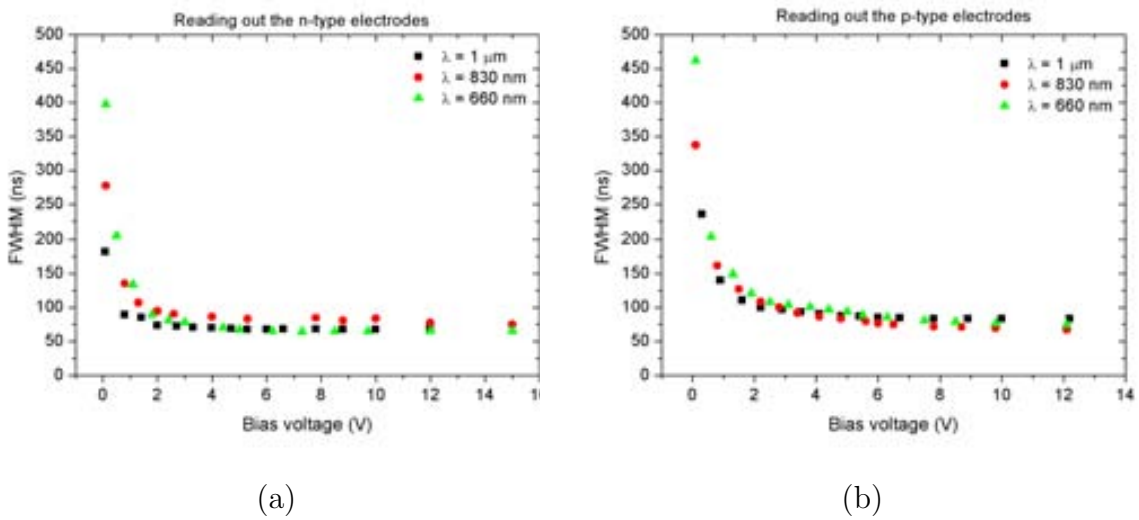 Reading out the n-type electrodes
500
450
400
350
300
250
200
150
100
50
0
FWHM (ns)
λ = 1 μm
λ = 830 nm
λ = 660 nm
0 2 4 6 8 10 12 14 16
Bias voltage (V)
(a)
Reading out the p-type electrodes
500
450
400
350
300
250
200
150
100
50
0
FWHM (ns)
λ = 1 μm
λ = 830 nm
λ = 660 nm
0 2 4 6 8 10 12 14
Bias voltage (V)
(b)